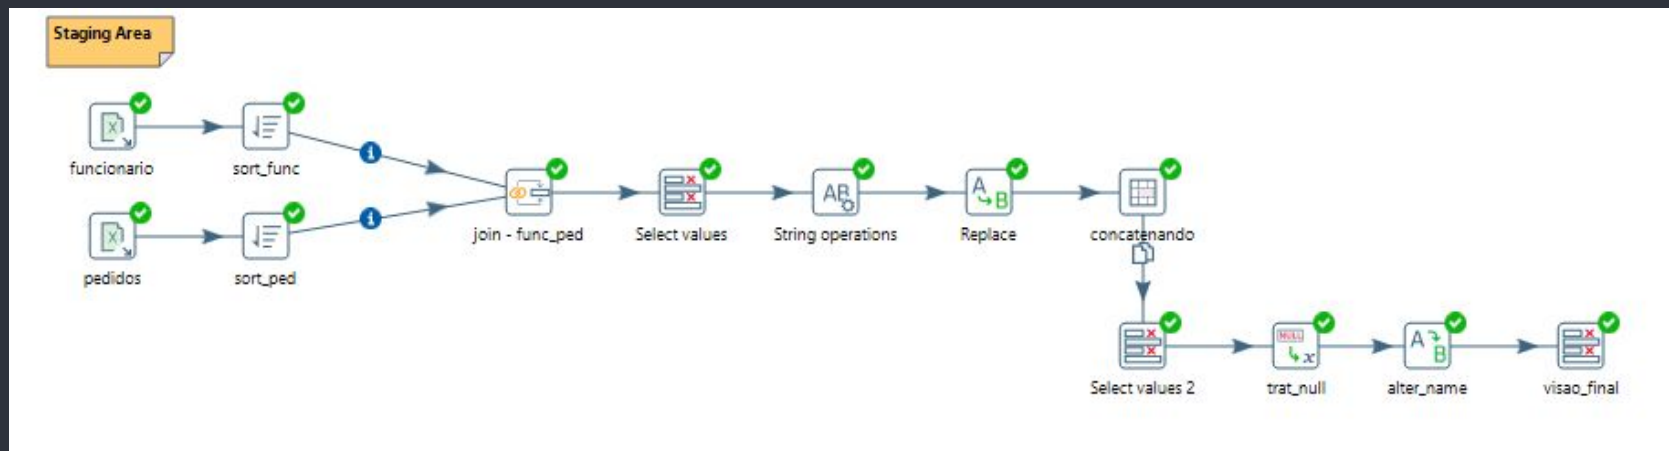 Staging Area
funcionario
sort_func
pedidos
sort_ped
join - func_ped
Select values
String operations
Replace
concatenando
Select values 2
trat_null
alter_name
visao_final